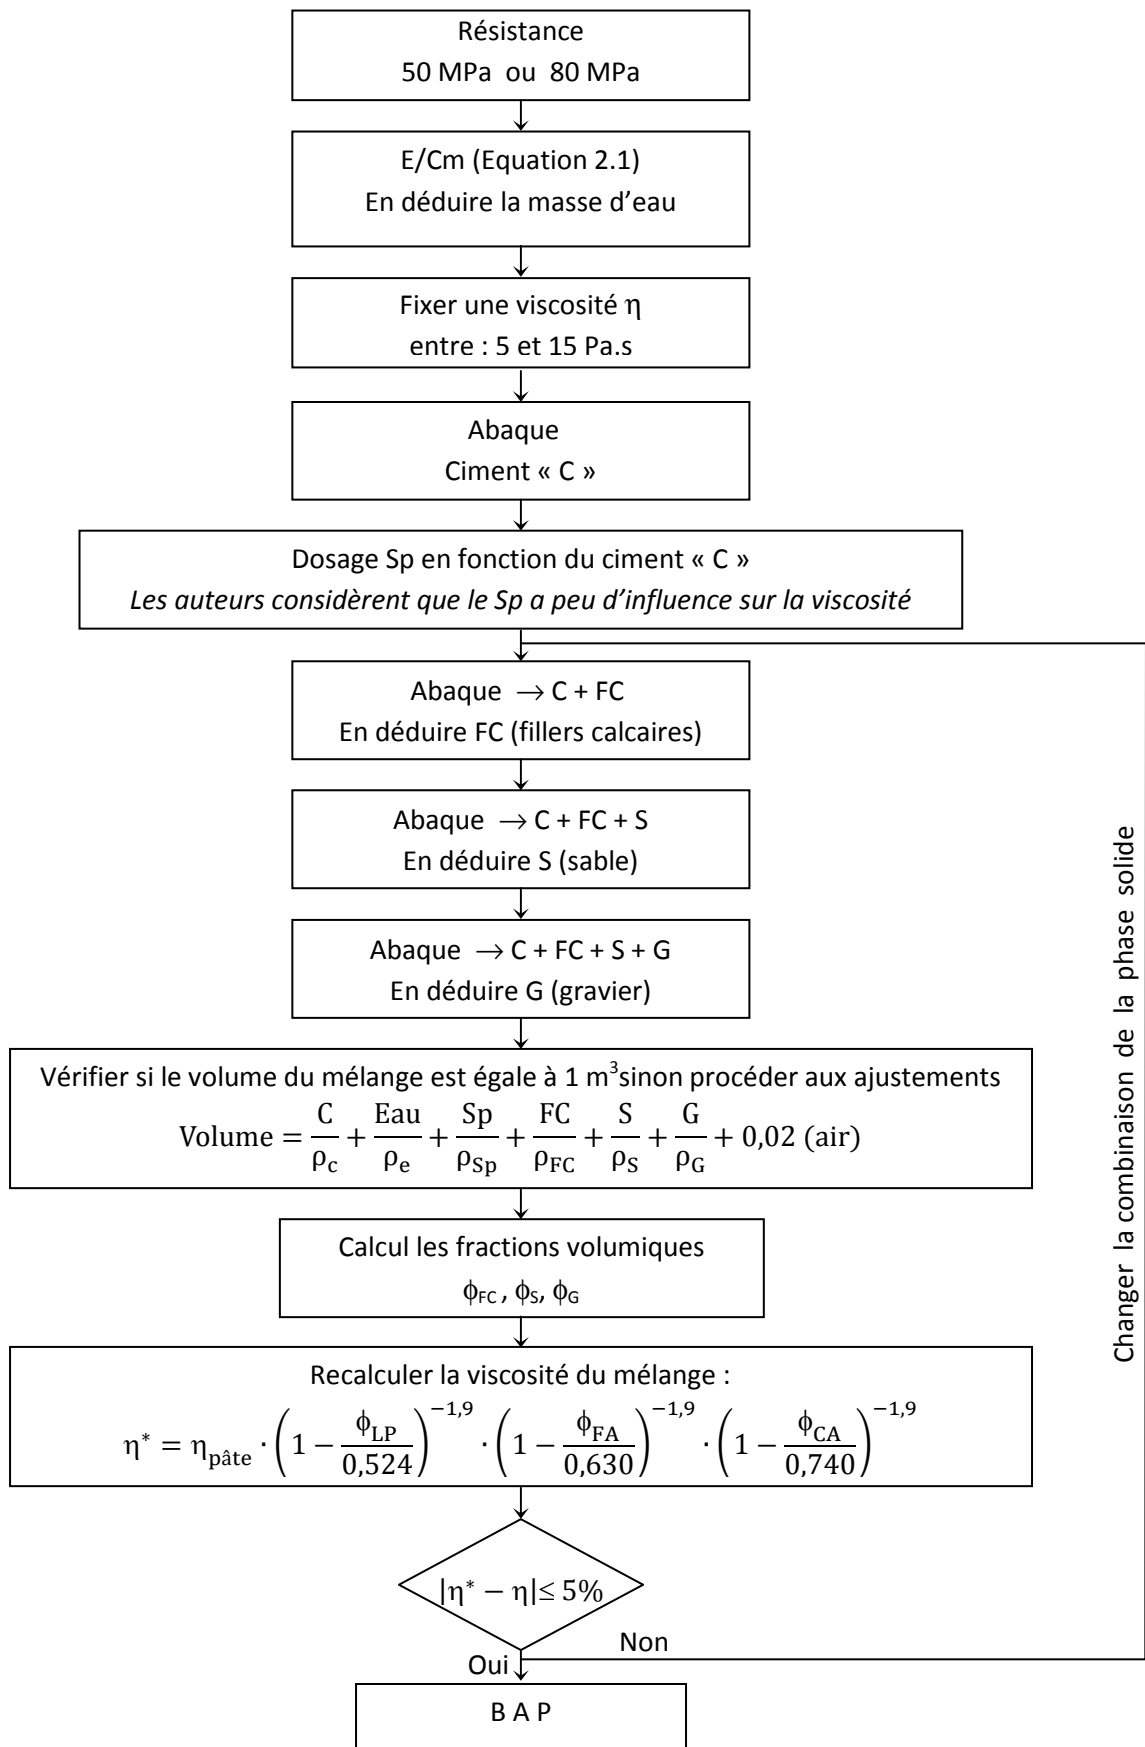 Résistance
50 MPa ou 80 MPa
E/Cm (Equation 2.1)
En déduire la masse d’eau
Fixer une viscosité η
entre : 5 et 15 Pa.s
Abaque
Ciment « C »
Dosage Sp en fonction du ciment « C »
Les auteurs considèrent que le Sp a peu d’influence sur la viscosité
Abaque → C + FC
En déduire FC (fillers calcaires)
Abaque → C + FC + S
En déduire S (sable)
Abaque → C + FC + S + G
En déduire G (gravier)
Vérifier si le volume du mélange est égale à 1 m³sinon procéder aux ajustements
Volume = C/ρc + Eau/ρe + Sp/ρSp + FC/ρFC + S/ρS + G/ρG + 0,02 (air)
Calcul les fractions volumiques
ϕFC , ϕS, ϕG
Recalculer la viscosité du mélange :
η* = ηpâte · (1 − ϕLP/0,524)^−1,9 · (1 − ϕFA/0,630)^−1,9 · (1 − ϕCA/0,740)^−1,9
|η* − η|≤ 5%
Non
Oui
B A P
Changer la combinaison de la phase solide